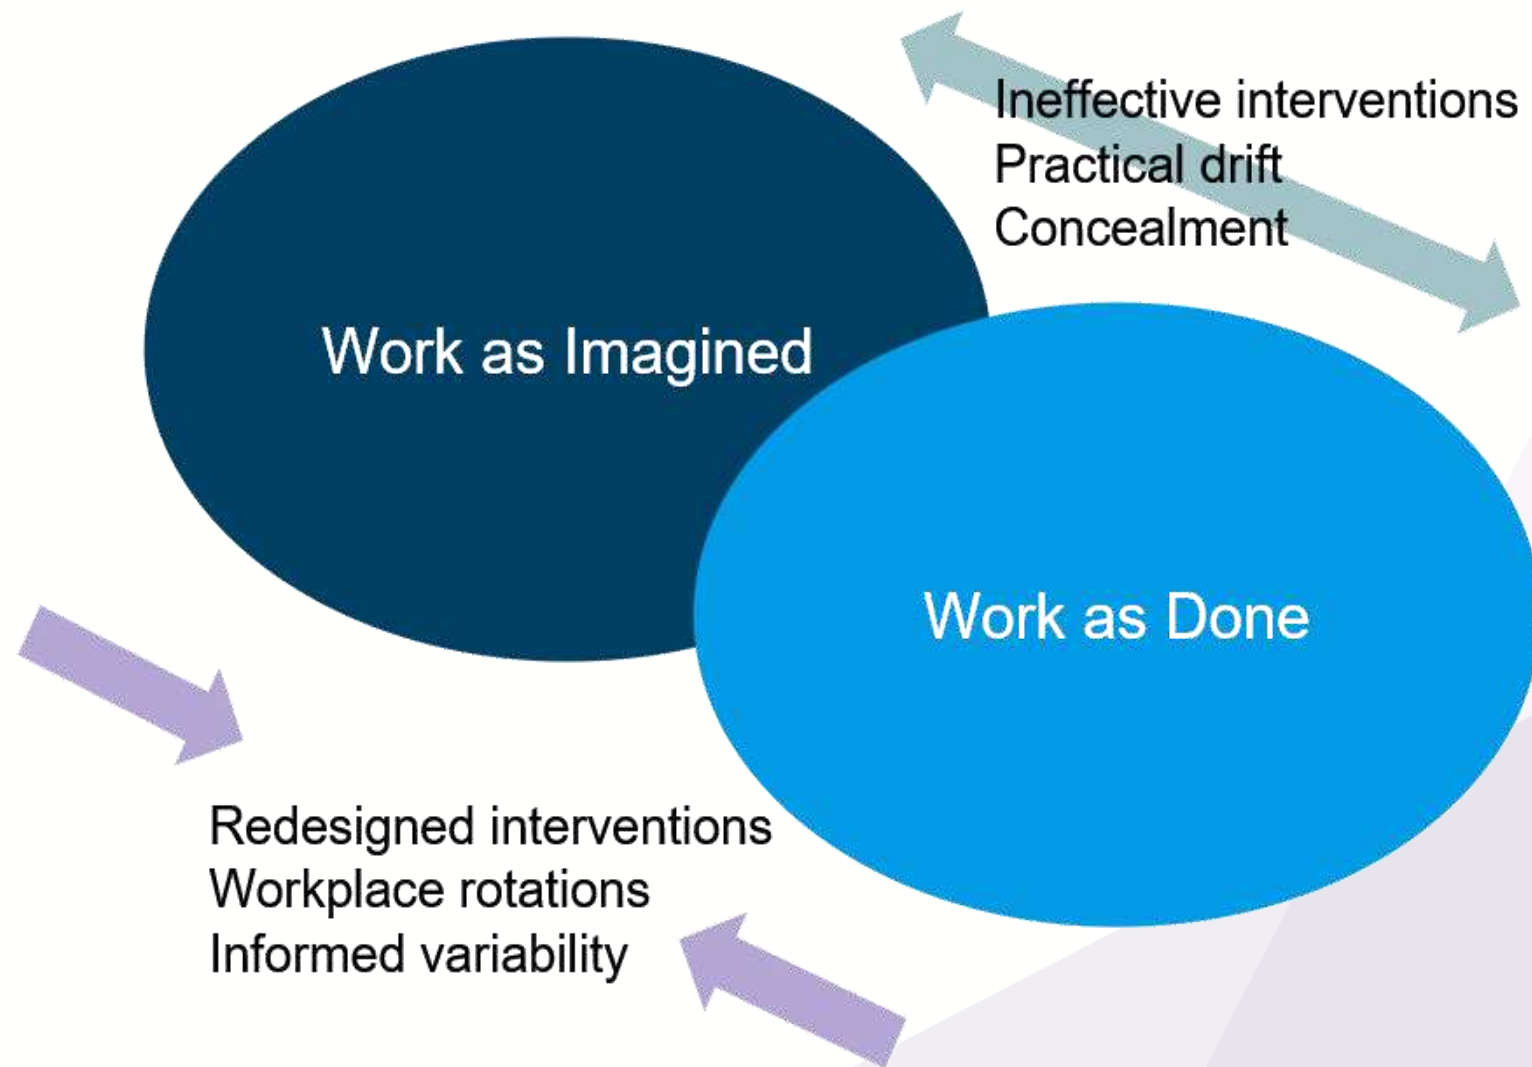 Ineffective interventions
Practical drift
Concealment
Work as Imagined
Work as Done
Redesigned interventions
Workplace rotations
Informed variability